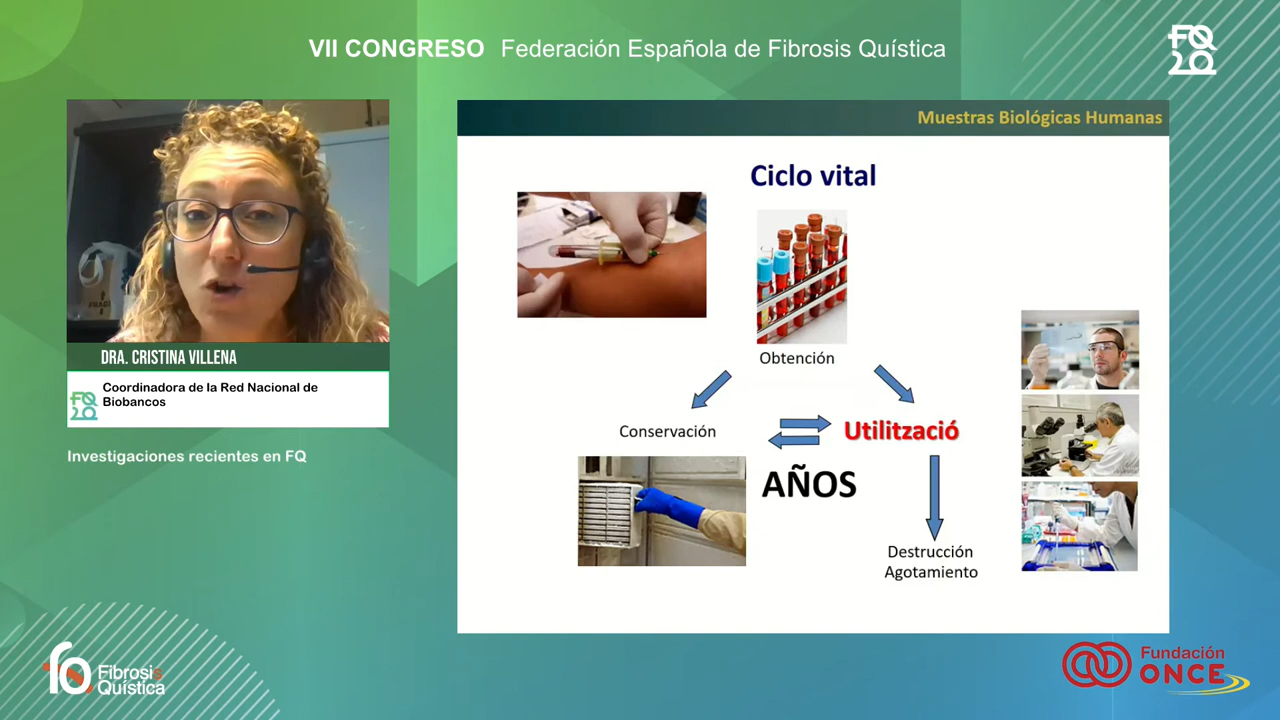 VII CONGRESO Federación Española de Fibrosis Quística
FQ
20
Muestras Biológicas Humanas
Ciclo vital
Obtención
Conservación
Utilització
AÑOS
Destrucción
Agotamiento
DRA. CRISTINA VILLENA
FQ
20
Coordinadora de la Red Nacional de
Biobancos
Investigaciones recientes en FQ
fq
Fibrosis
Quística
Fundación
ONCE